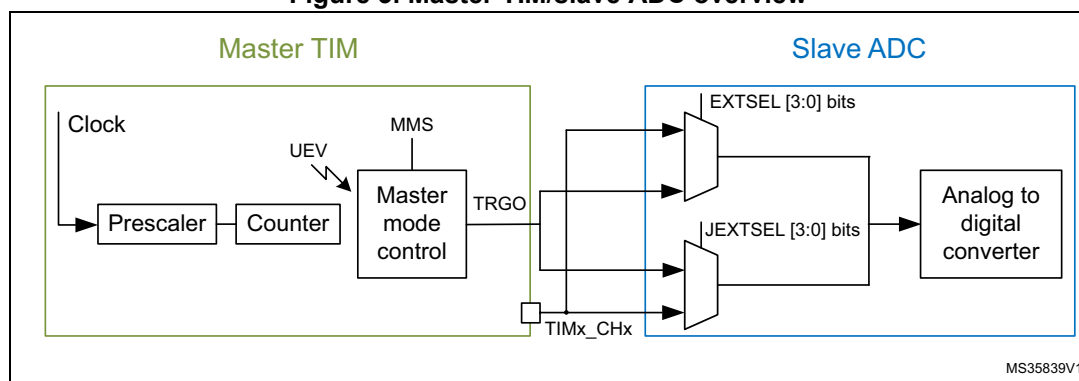 Figure Master TIM/slave ADC overview
Master TIM
Slave ADC
Clock
MMS
EXTSEL [3:0] bits
UEV
Prescaler
Counter
Master
mode
control
TRGO
Analog to
digital
converter
JEXTSEL [3:0] bits
TIMx_CHx
MS35839V1